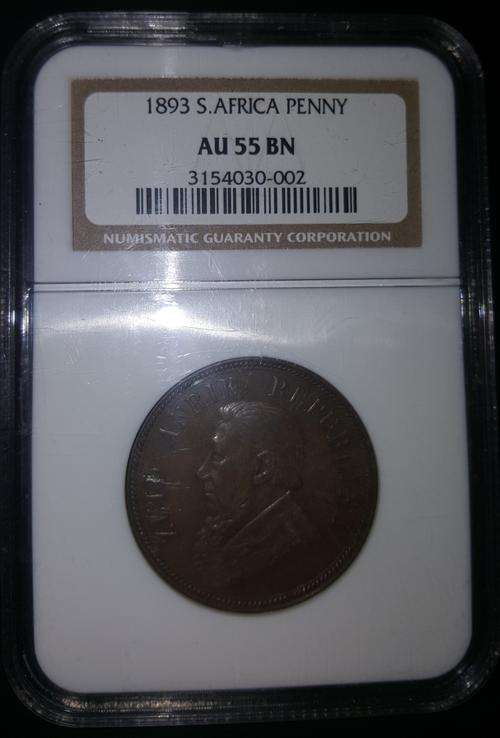 1893 S.AFRICA PENNY
AU 55 BN
3154030-002
NUMISMATIC GUARANTY CORPORATION